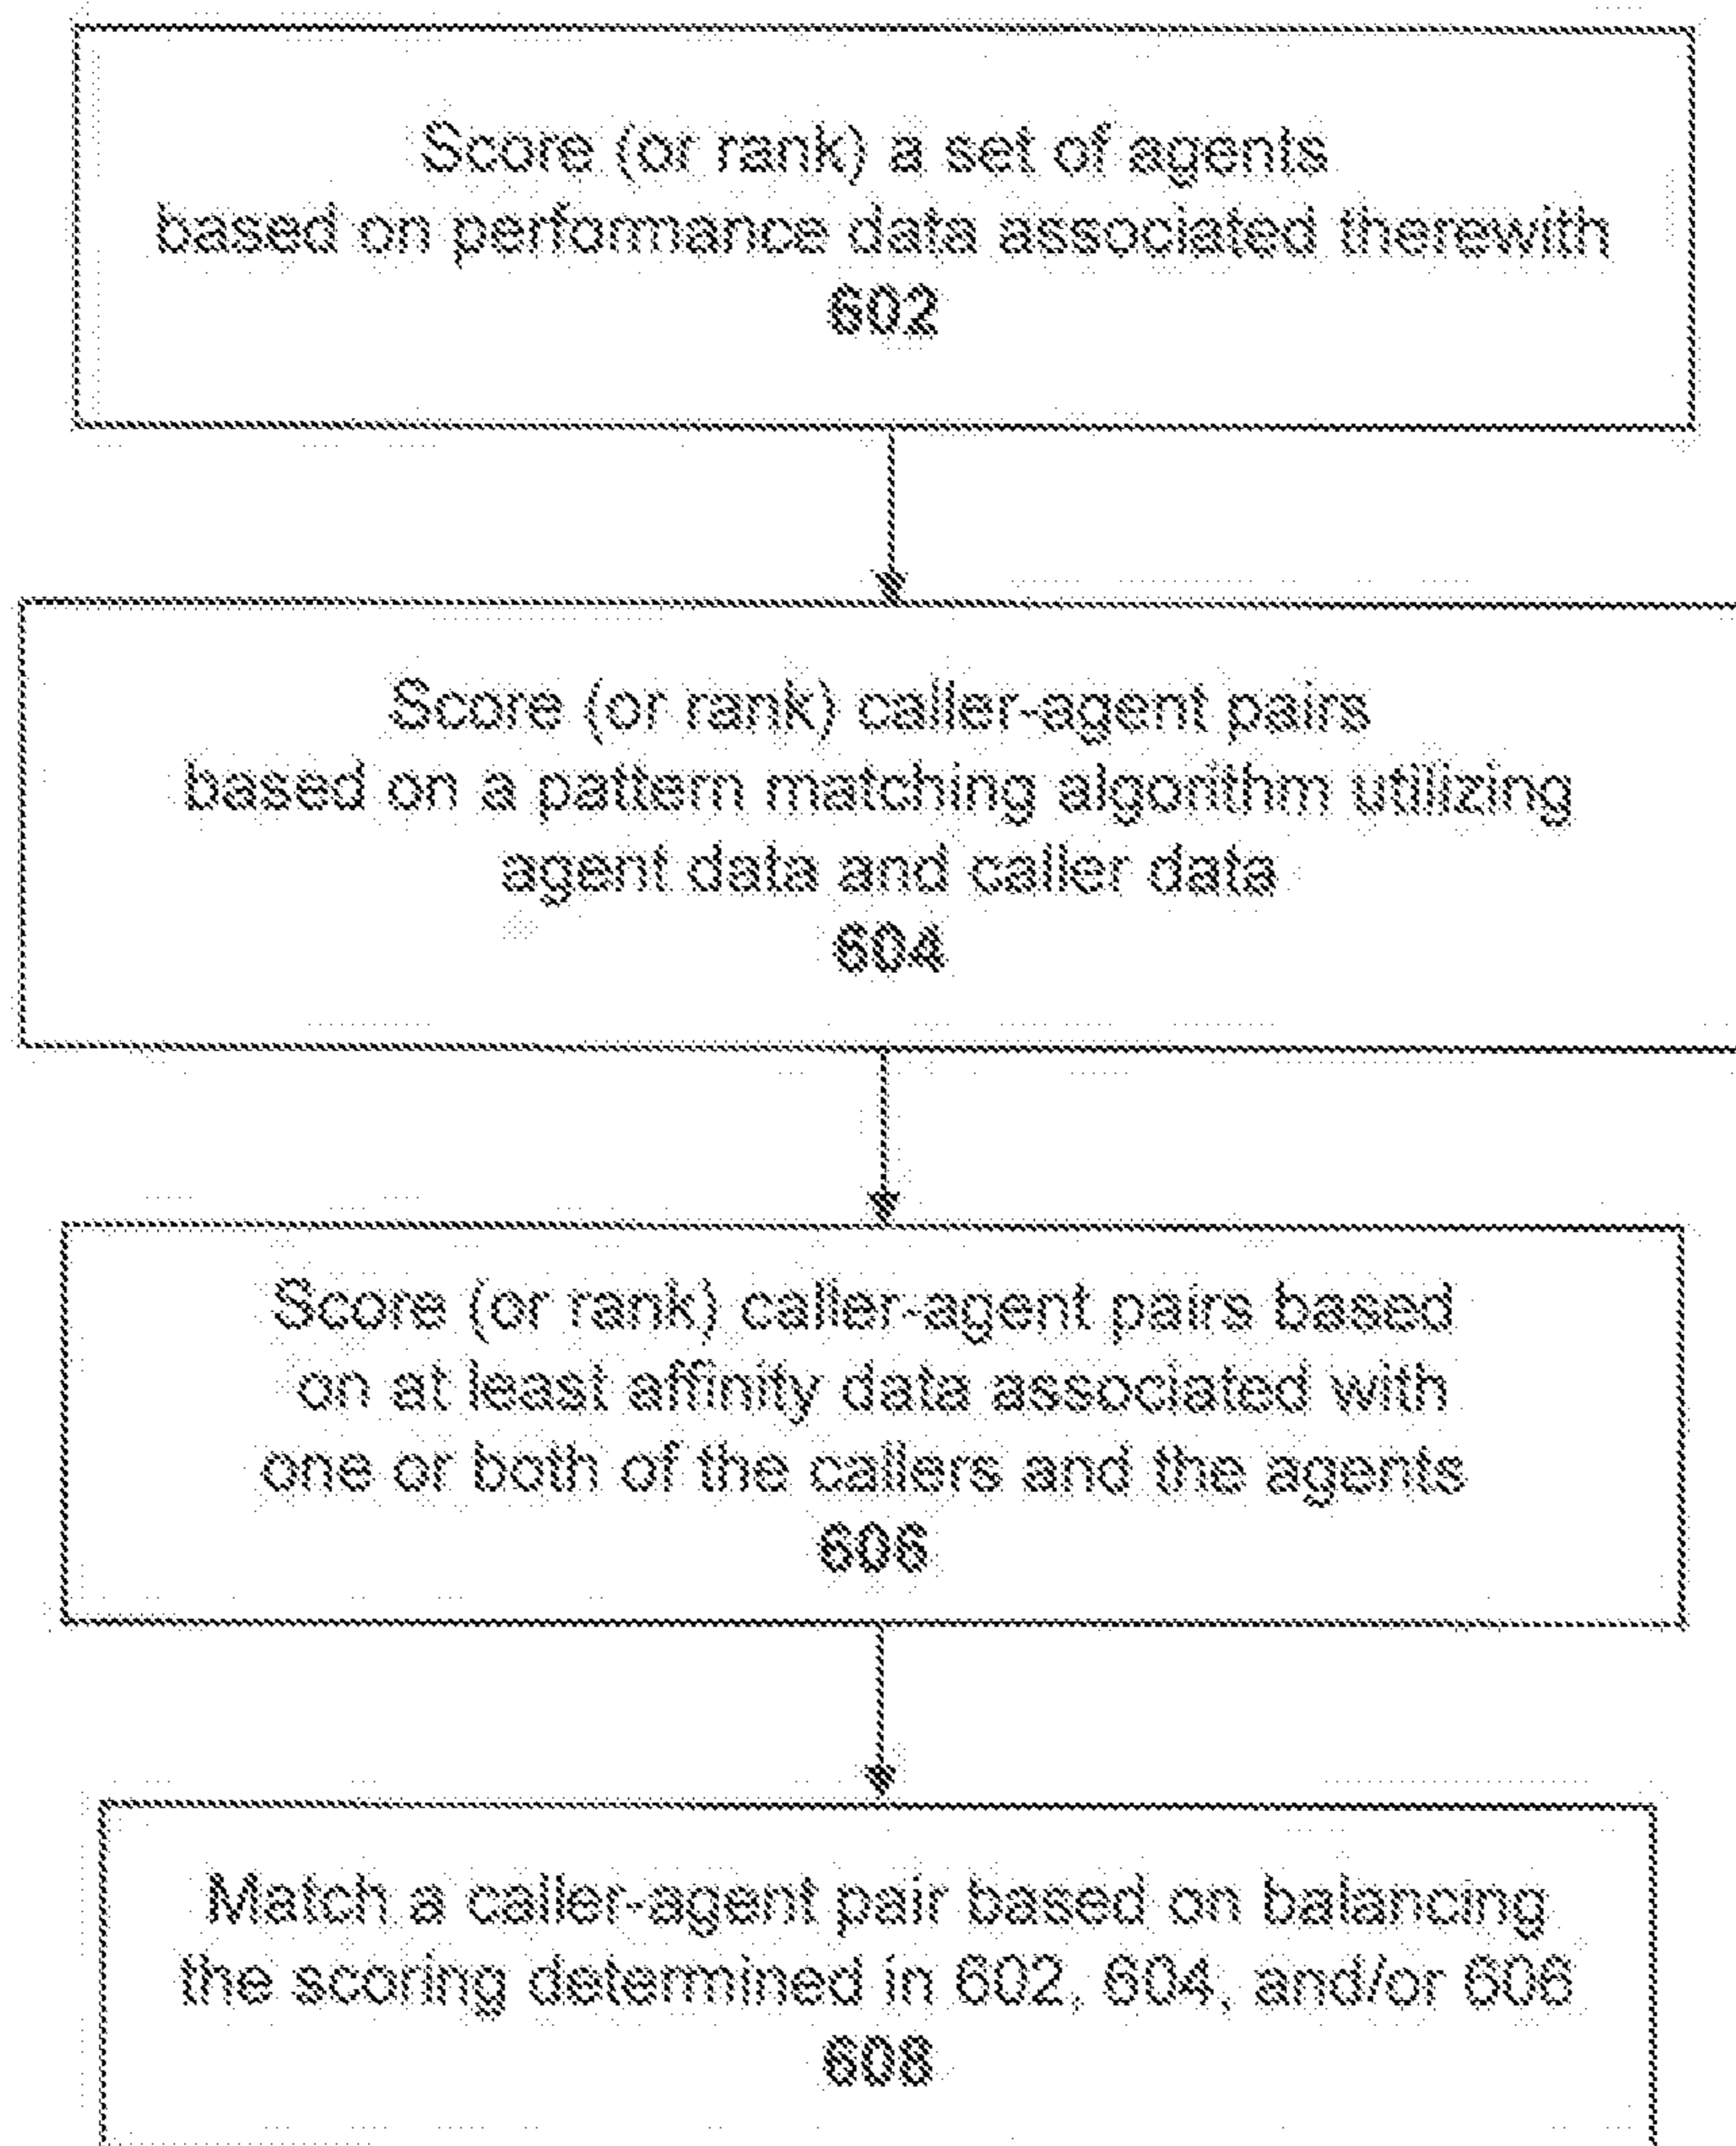 Score (or rank) a set of agents
based on performance data associated therewith
602
Score (or rank) caller-agent pairs
based on a pattern matching algorithm utilizing
agent data and caller data
604
Score (or rank) caller-agent pairs based
on at least affinity data associated with
one or both of the callers and the agents
606
Match a caller-agent pair based on balancing
the scoring determined in 602, 604, and/or 606
608